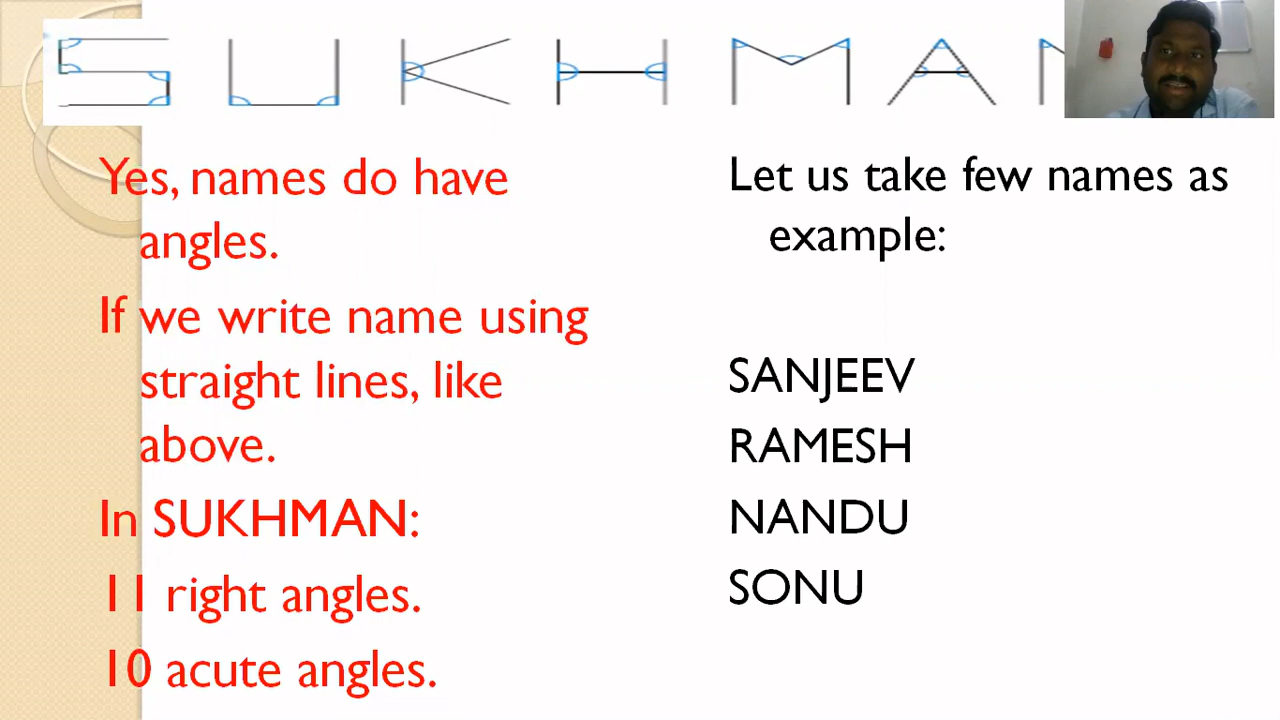 S U K H M A N
Yes, names do have
angles.
If we write name using
straight lines, like
above.
In SUKHMAN:
11 right angles.
10 acute angles.
Let us take few names as
example:
SANJEEV
RAMESH
NANDU
SONU